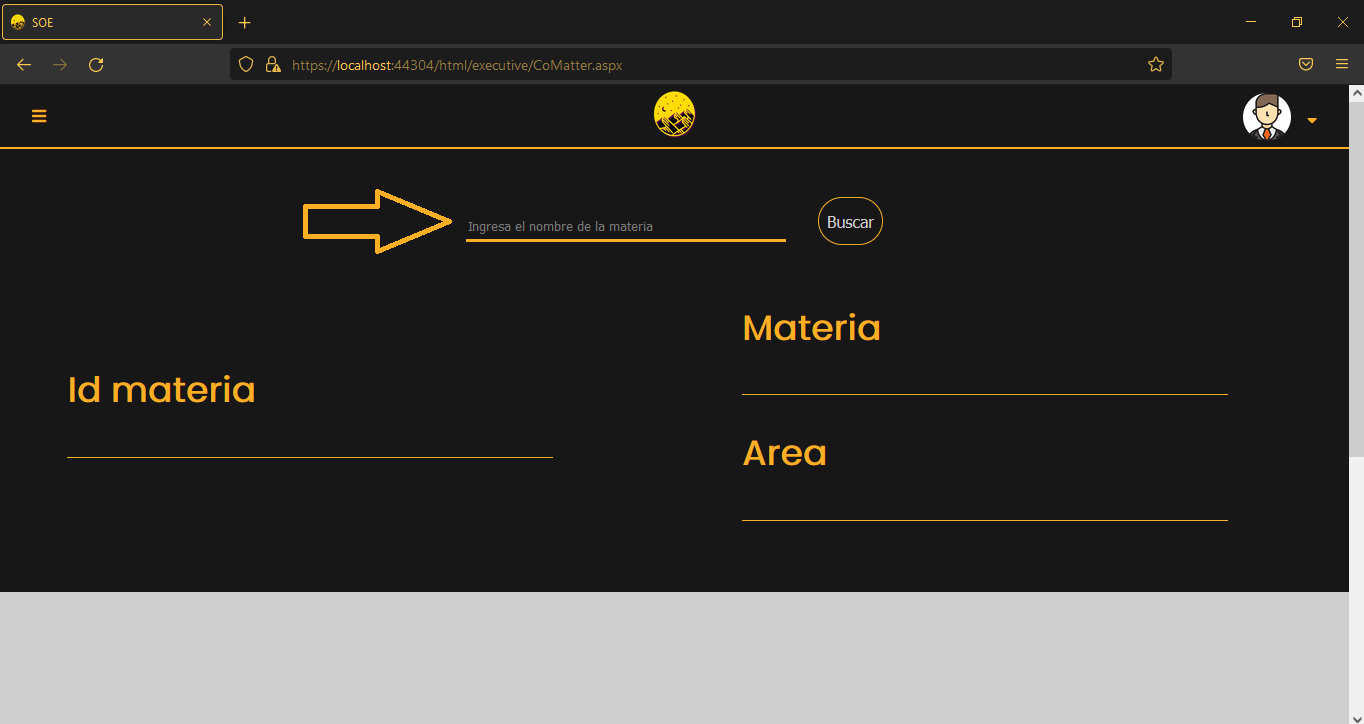 SOE
https://localhost:44304/html/executive/CoMatter.aspx
Ingresa el nombre de la materia
Buscar
Materia
Id materia
Area